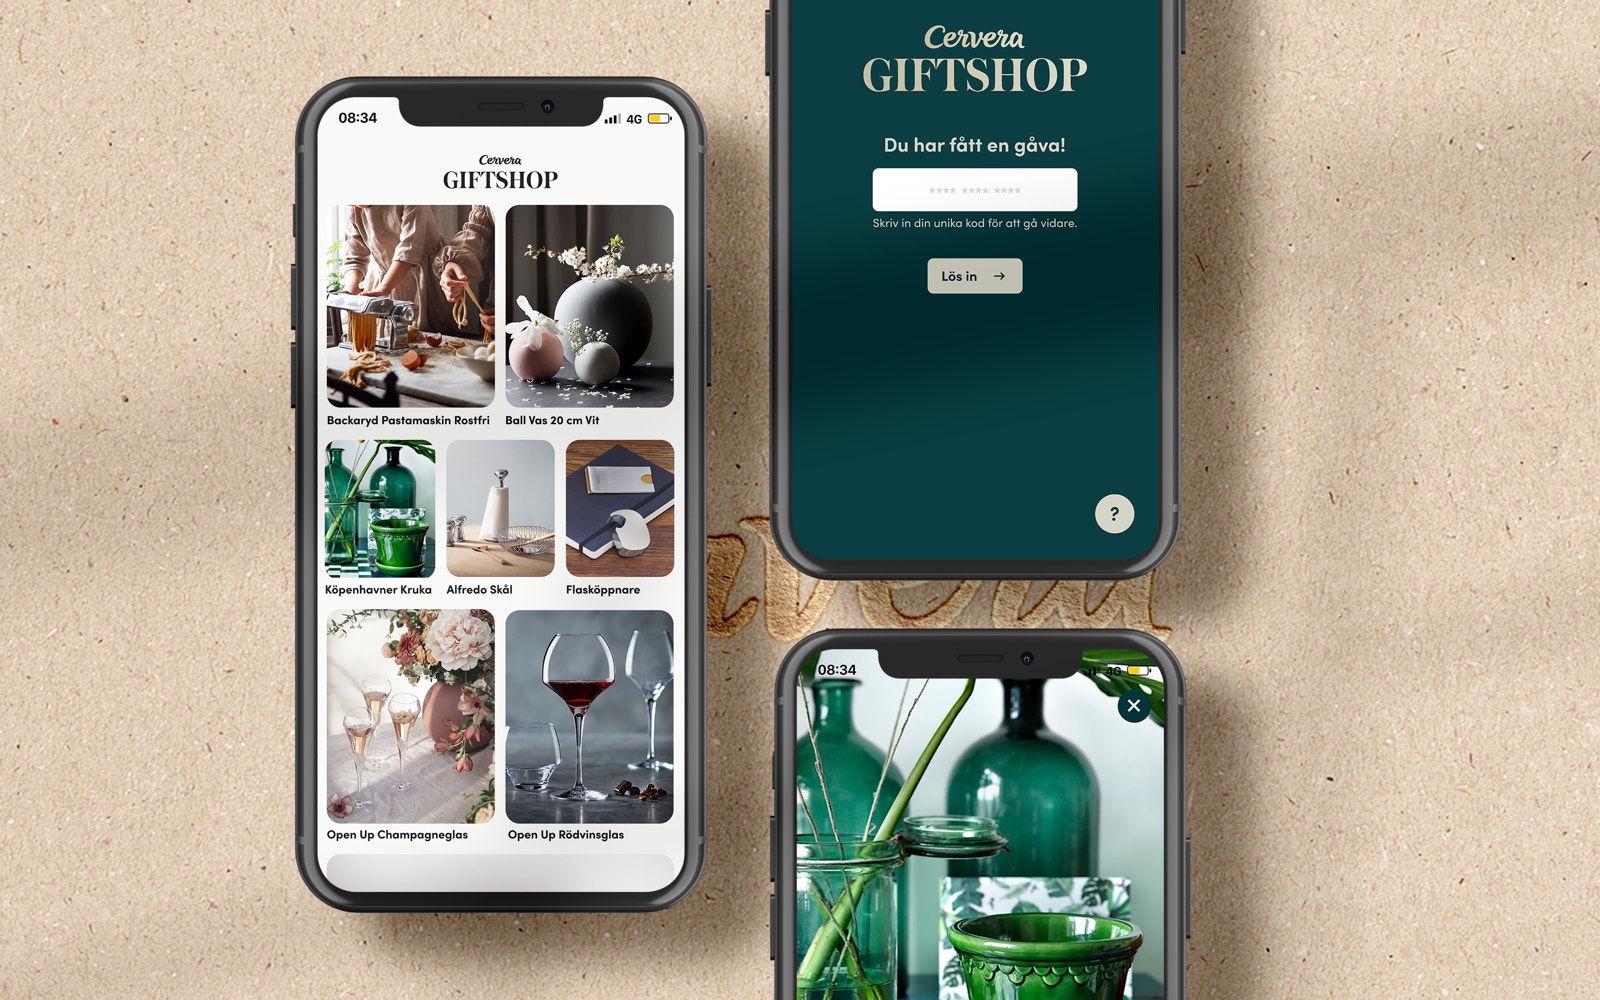 08:34
4G
Cervera
GIFTSHOP
Backaryd Pastamaskin Rostfri
Ball Vas 20 cm Vit
Köpenhavner Kruka
Alfredo Skål
Flasköppnare
Open Up Champagneglas
Open Up Rödvinsglas
Cervera
GIFTSHOP
Du har fått en gåva!
**** **** ****
Skriv in din unika kod för att gå vidare.
Lös in →
?
08:34
4G